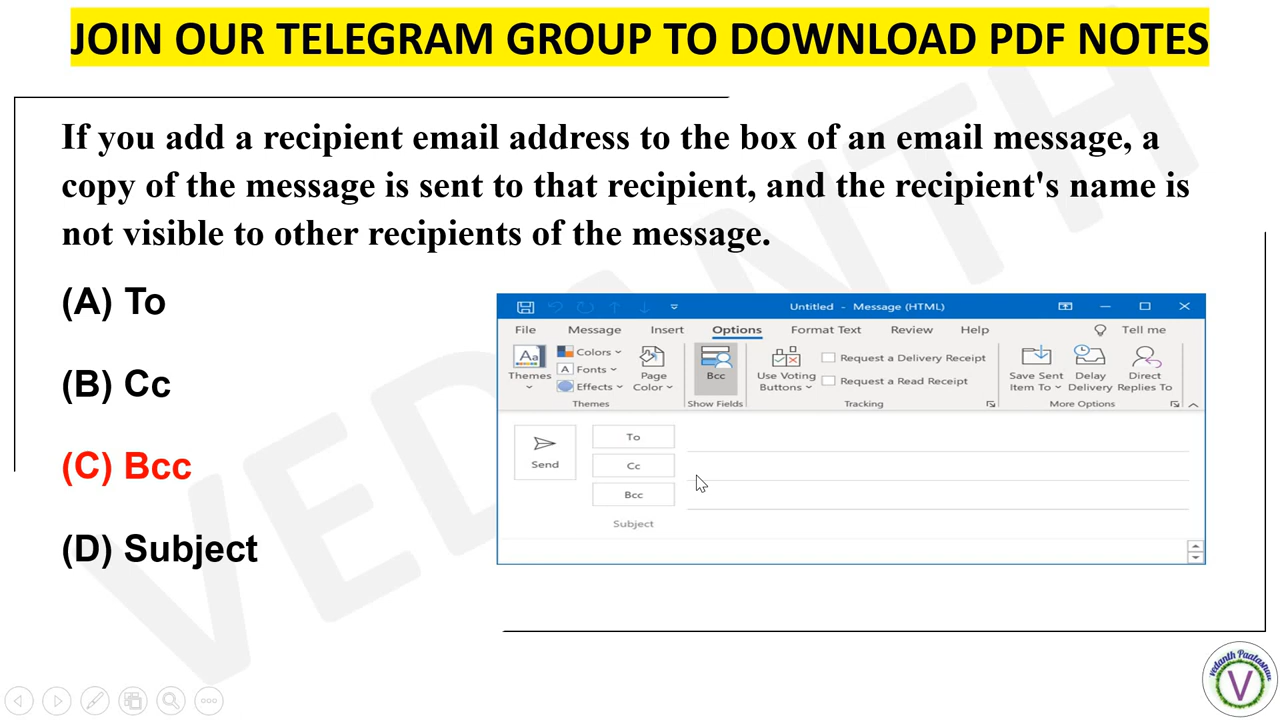 JOIN OUR TELEGRAM GROUP TO DOWNLOAD PDF NOTES
If you add a recipient email address to the box of an email message, a
copy of the message is sent to that recipient, and the recipient's name is
not visible to other recipients of the message.
(A) To
(B) Cc
(C) Bcc
(D) Subject
Untitled - Message (HTML)
File Message Insert Options Format Text Review Help Tell me
Aa
Themes
Colors
A Fonts
Effects
Page
Color
Bcc
Use Voting
Buttons
Request a Delivery Receipt
Request a Read Receipt
Save Sent
Item To
Delay
Delivery
Direct
Replies To
Themes Show Fields Tracking More Options
Send
To
Cc
Bcc
Subject
VEDANTH
Vedanth Paatashaala
V